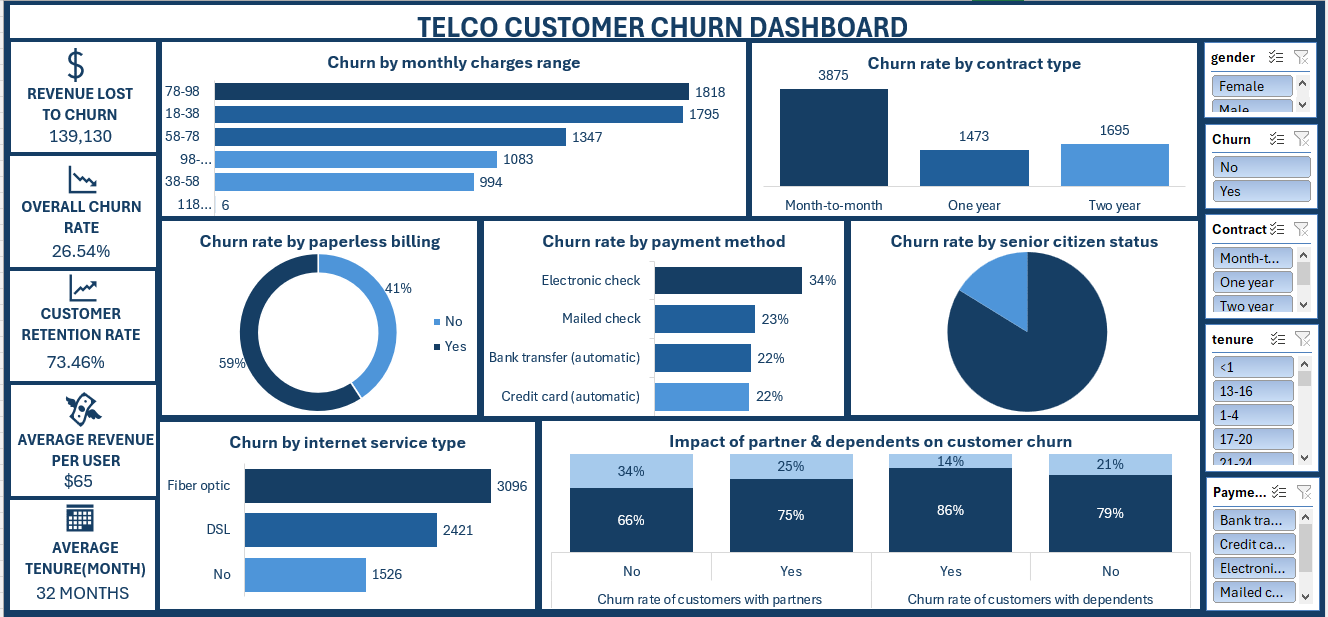 TELCO CUSTOMER CHURN DASHBOARD
$
REVENUE LOST
TO CHURN
139,130
OVERALL CHURN
RATE
26.54%
CUSTOMER
RETENTION RATE
73.46%
AVERAGE REVENUE
PER USER
$65
AVERAGE
TENURE(MONTH)
32 MONTHS
Churn by monthly charges range
78-98 1818
18-38 1795
58-78 1347
98-... 1083
38-58 994
118... 6
Churn rate by contract type
3875
1473
1695
Month-to-month One year Two year
Churn rate by paperless billing
41%
59%
No
Yes
Churn rate by payment method
Electronic check 34%
Mailed check 23%
Bank transfer (automatic) 22%
Credit card (automatic) 22%
Churn rate by senior citizen status
Churn by internet service type
Fiber optic 3096
DSL 2421
No 1526
Impact of partner & dependents on customer churn
34% 25% 14% 21%
66% 75% 86% 79%
No Yes Yes No
Churn rate of customers with partners Churn rate of customers with dependents
gender
Female
Male
Churn
No
Yes
Contract
Month-t...
One year
Two year
tenure
<1
13-16
1-4
17-20
21-24
Payme...
Bank tra...
Credit ca...
Electroni...
Mailed c...